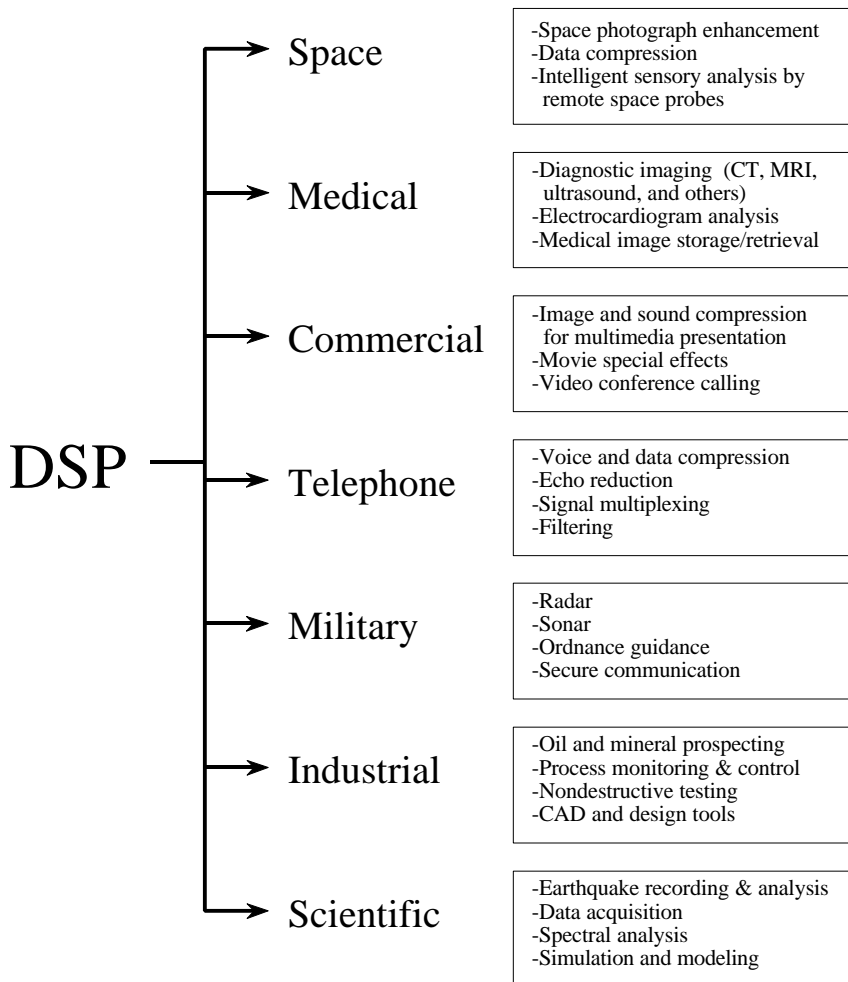 Space
-Space photograph enhancement
-Data compression
-Intelligent sensory analysis by
remote space probes
Medical
-Diagnostic imaging (CT, MRI,
ultrasound, and others)
-Electrocardiogram analysis
-Medical image storage/retrieval
Commercial
-Image and sound compression
for multimedia presentation
-Movie special effects
-Video conference calling
DSP
Telephone
-Voice and data compression
-Echo reduction
-Signal multiplexing
-Filtering
Military
-Radar
-Sonar
-Ordnance guidance
-Secure communication
Industrial
-Oil and mineral prospecting
-Process monitoring & control
-Nondestructive testing
-CAD and design tools
Scientific
-Earthquake recording & analysis
-Data acquisition
-Spectral analysis
-Simulation and modeling